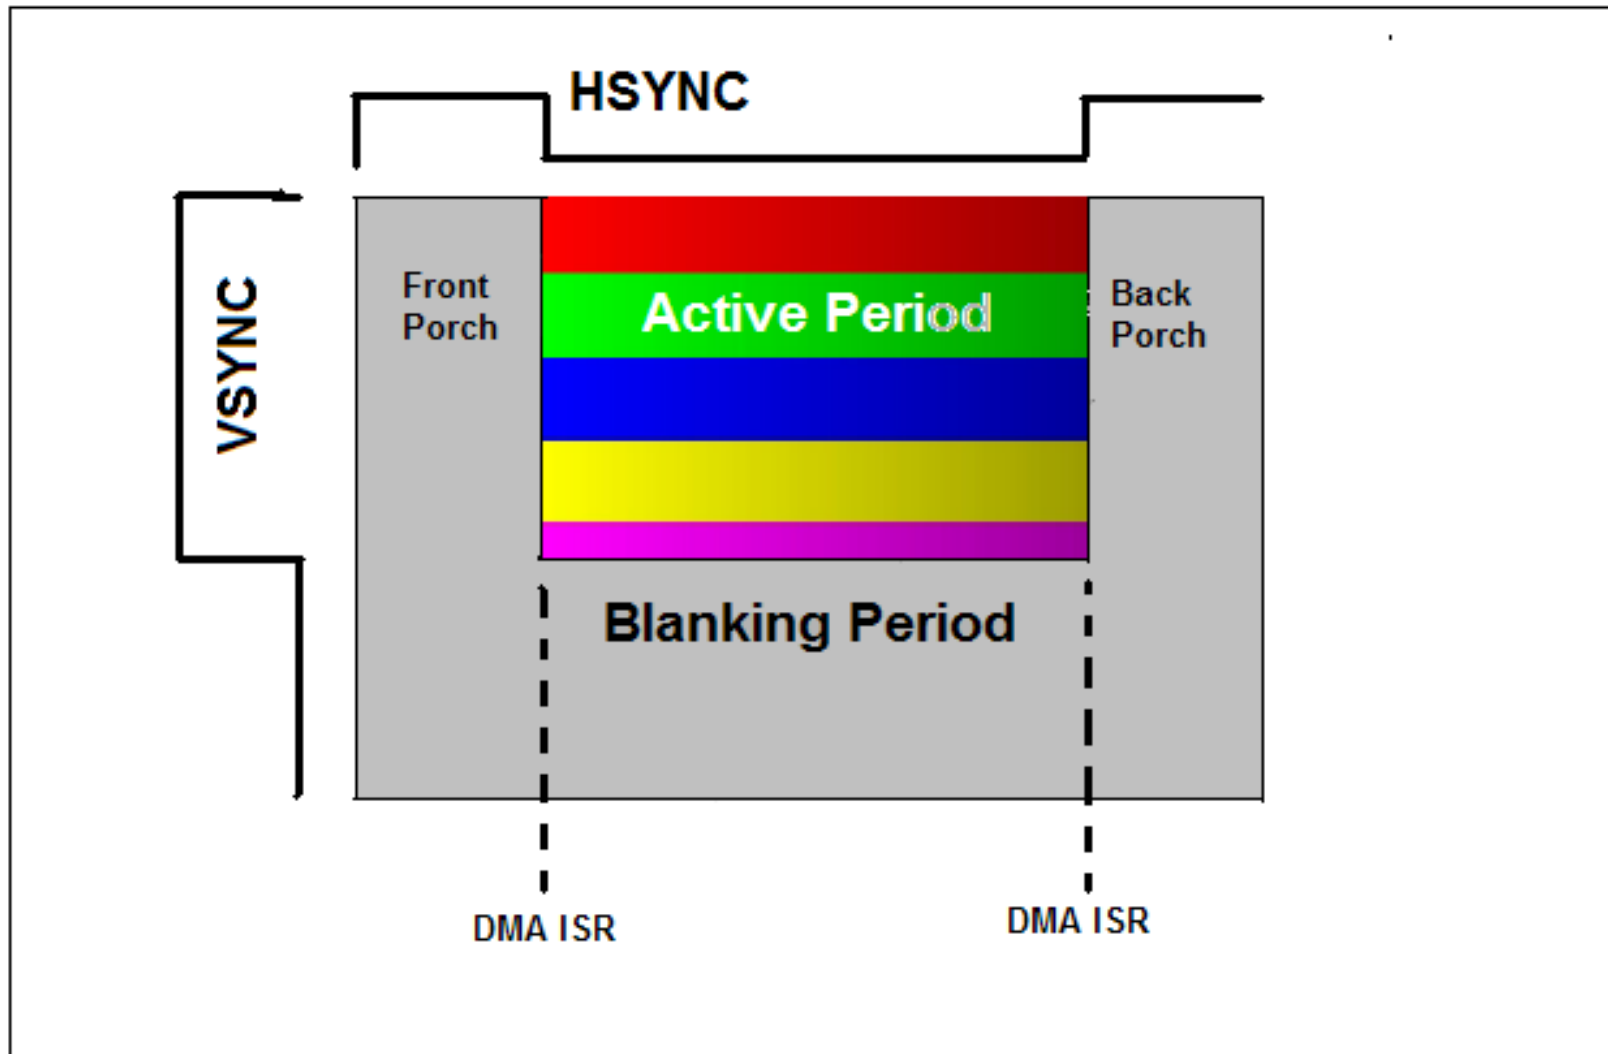 HSYNC
VSYNC
Front
Porch
Active Period
Back
Porch
Blanking Period
DMA ISR
DMA ISR